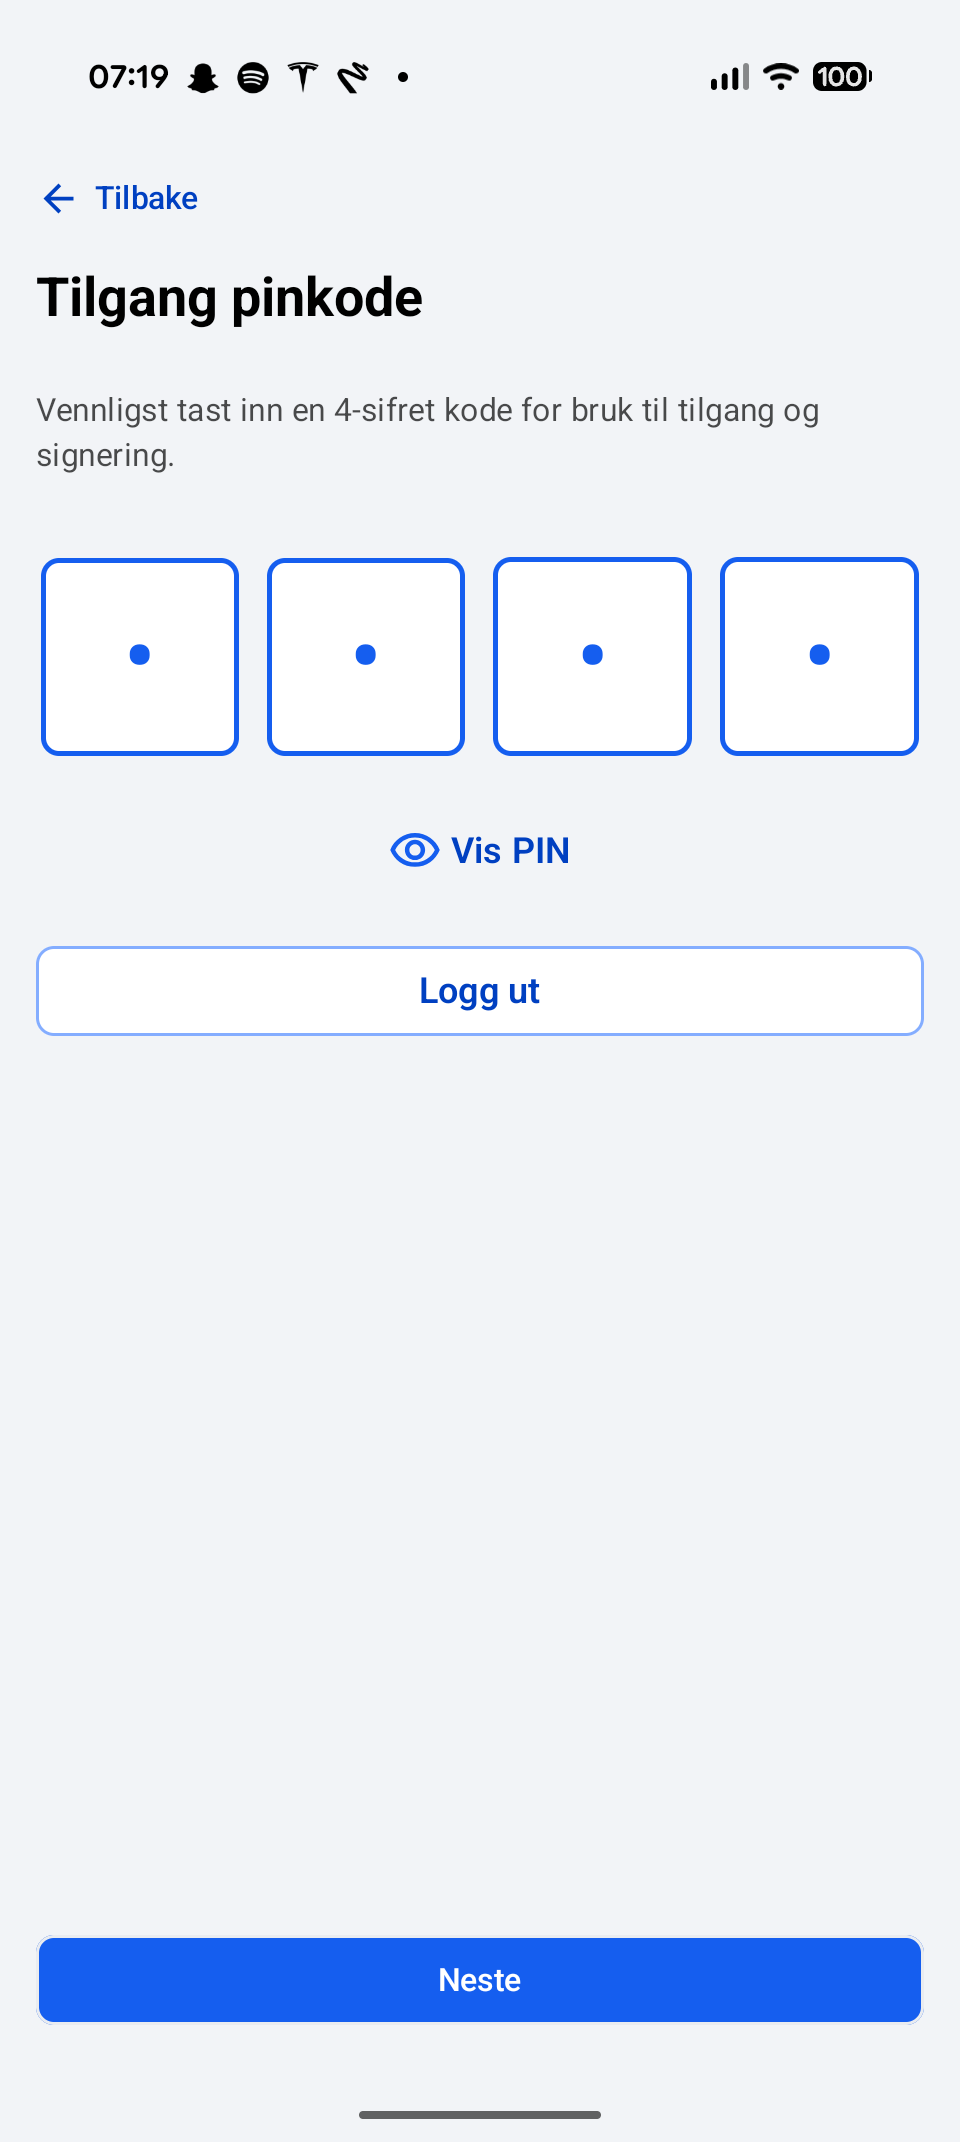 07:19
100
Tilbake
Tilgang pinkode
Vennligst tast inn en 4-sifret kode for bruk til tilgang og
signering.
Vis PIN
Logg ut
Neste